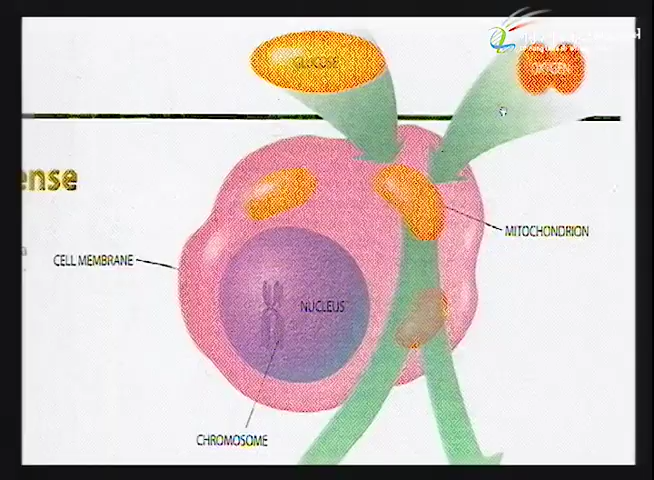 GLUCOSE
OXYGEN
ense
MITOCHONDRION
CELL MEMBRANE
NUCLEUS
CHROMOSOME